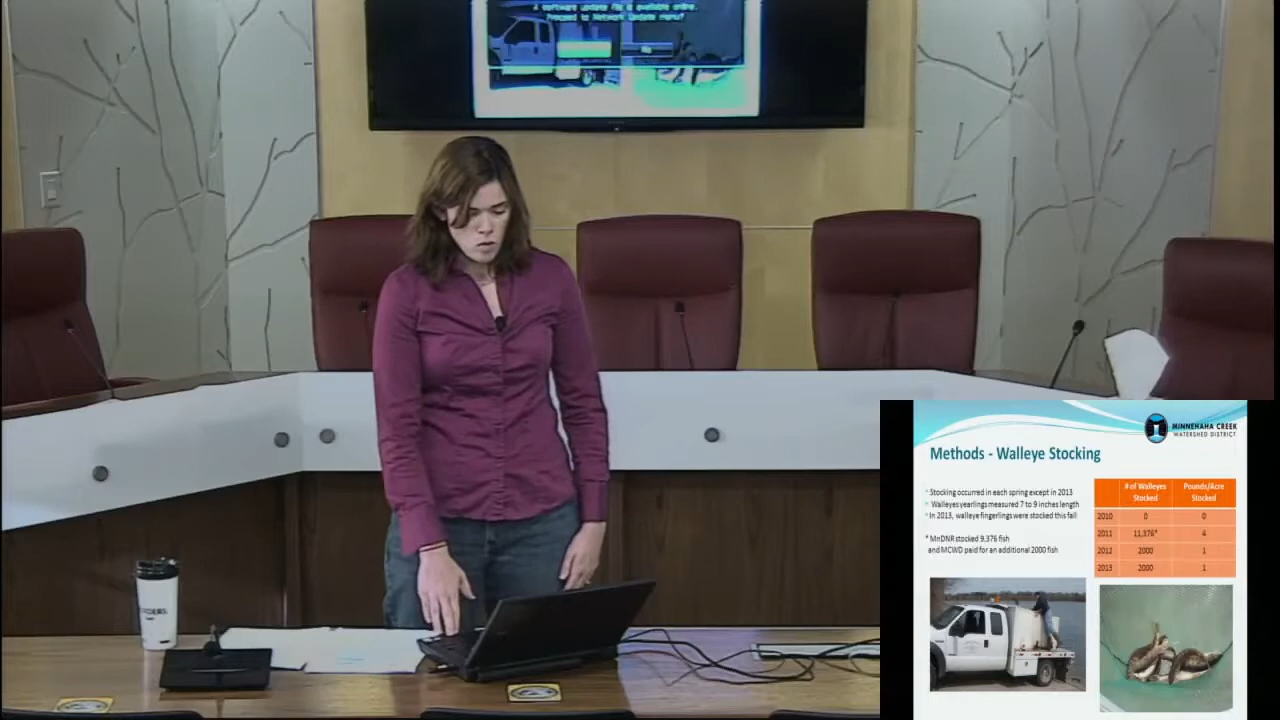 A software update file is available online.
Proceed to Network Update menu?
MINNEHAHA CREEK
WATERSHED DISTRICT
Methods - Walleye Stocking
Stocking occurred in each spring except in 2013
Walleyes yearlings measured 7 to 9 inches length
In 2013, walleye fingerlings were stocked this fall
* MnDNR stocked 9,376 fish
and MCWD paid for an additional 2000 fish
# of Walleyes Stocked Pounds/Acre Stocked
2010 0 0
2011 11,376* 4
2012 2000 1
2013 2000 1